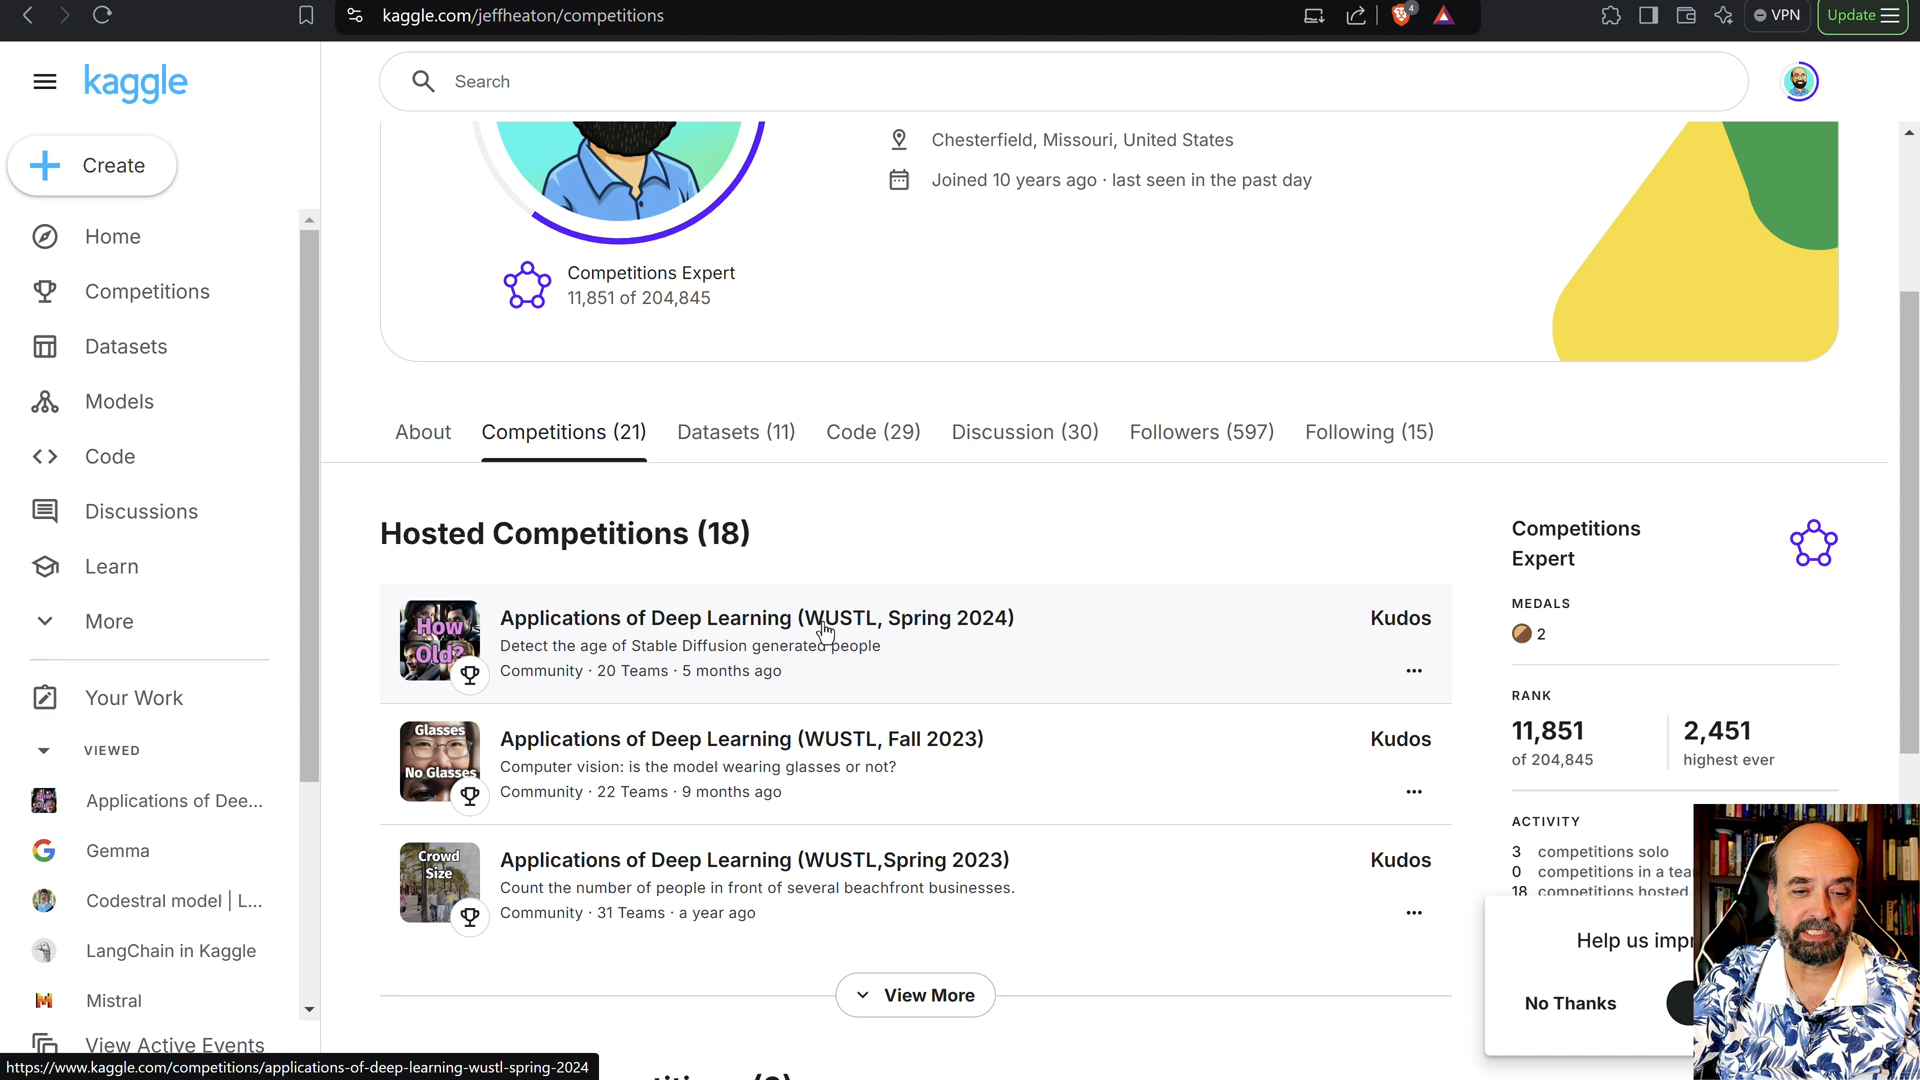 kaggle.com/jeffheaton/competitions
4
VPN
Update
kaggle
Search
Create
Home
Competitions
Datasets
Models
Code
Discussions
Learn
More
Your Work
VIEWED
Applications of Dee...
Gemma
Codestral model | L...
LangChain in Kaggle
Mistral
View Active Events
https://www.kaggle.com/competitions/applications-of-deep-learning-wustl-spring-2024
Chesterfield, Missouri, United States
Joined 10 years ago · last seen in the past day
Competitions Expert
11,851 of 204,845
About
Competitions (21)
Datasets (11)
Code (29)
Discussion (30)
Followers (597)
Following (15)
Hosted Competitions (18)
How Old?
Applications of Deep Learning (WUSTL, Spring 2024)
Kudos
Detect the age of Stable Diffusion generated people
Community · 20 Teams · 5 months ago
Glasses
No Glasses
Applications of Deep Learning (WUSTL, Fall 2023)
Kudos
Computer vision: is the model wearing glasses or not?
Community · 22 Teams · 9 months ago
Crowd Size
Applications of Deep Learning (WUSTL,Spring 2023)
Kudos
Count the number of people in front of several beachfront businesses.
Community · 31 Teams · a year ago
View More
Competitions
Expert
MEDALS
2
RANK
11,851
of 204,845
2,451
highest ever
ACTIVITY
3 competitions solo
0 competitions in a tea
18 competitions hosted
Help us impr
No Thanks